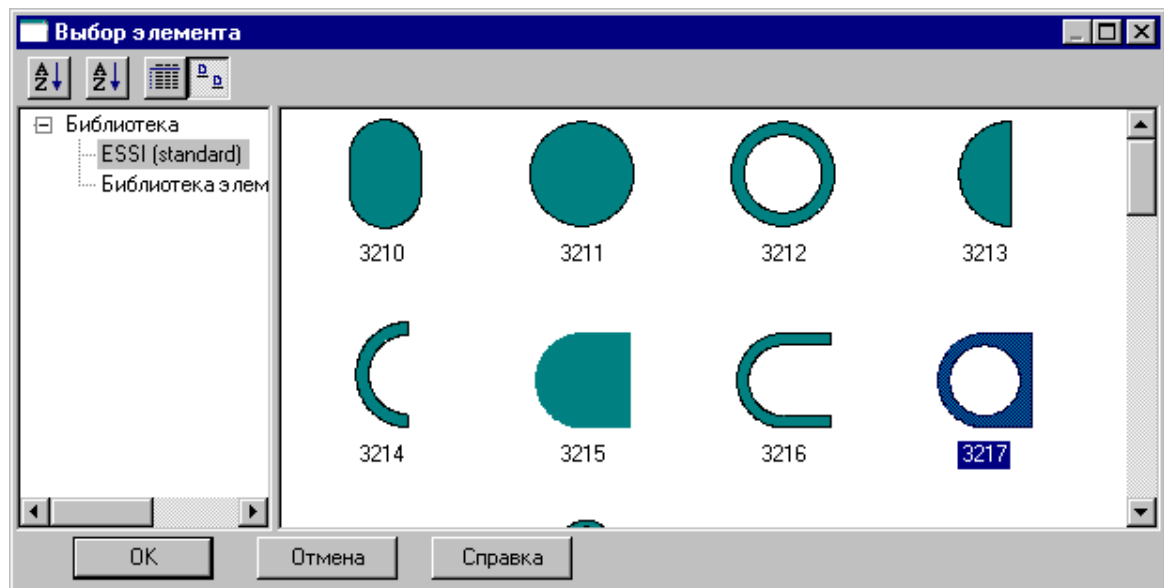 Выбор элемента
Библиотека
ESSI (standard)
Библиотека элем
3210 3211 3212 3213
3214 3215 3216 3217
OK Отмена Справка